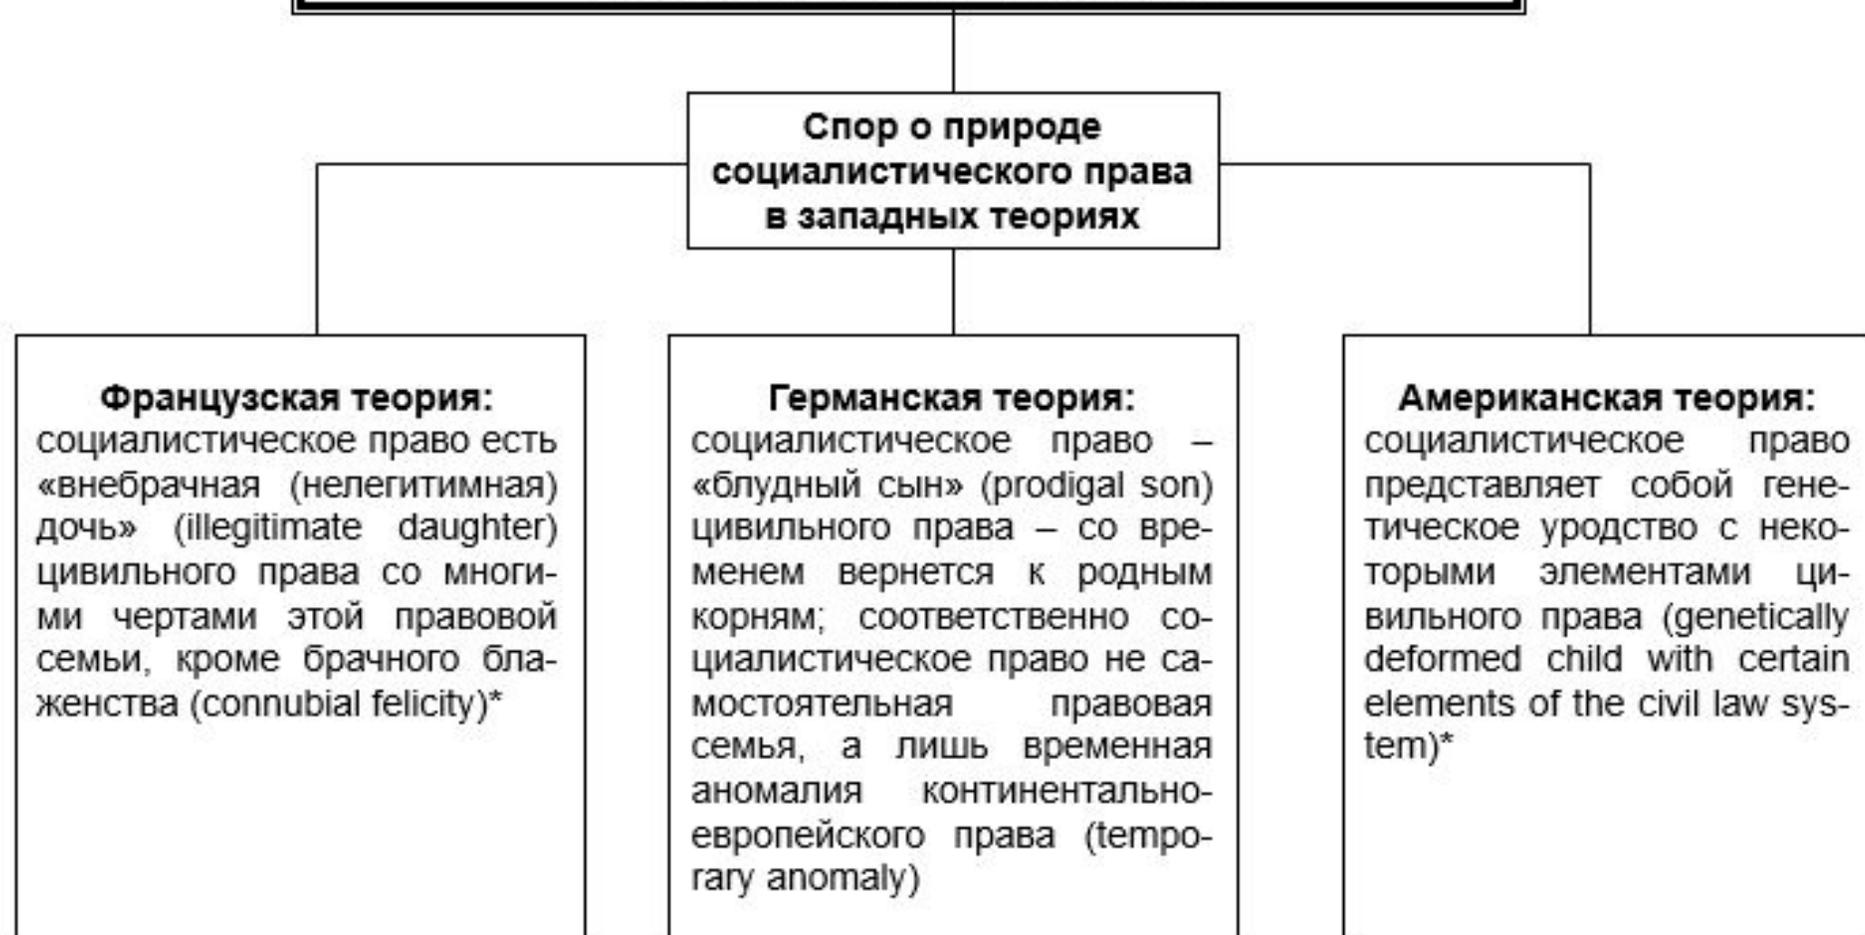 Спор о природе
социалистического права
в западных теориях
Французская теория:
социалистическое право есть
«внебрачная (нелегитимная)
дочь» (illegitimate daughter)
цивильного права со многи-
ми чертами этой правовой
семьи, кроме брачного бла-
женства (connubial felicity)*
Германская теория:
социалистическое право –
«блудный сын» (prodigal son)
цивильного права – со вре-
менем вернется к родным
корням; соответственно со-
циалистическое право не са-
мостоятельная правовая
семья, а лишь временная
аномалия континентально-
европейского права (tempo-
rary anomaly)
Американская теория:
социалистическое право
представляет собой гене-
тическое уродство с неко-
торыми элементами ци-
вильного права (genetically
deformed child with certain
elements of the civil law sys-
tem)*